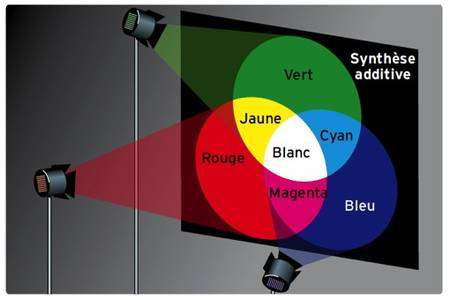 Synthèse
additive
Vert
Jaune
Cyan
Rouge
Blanc
Magenta
Bleu